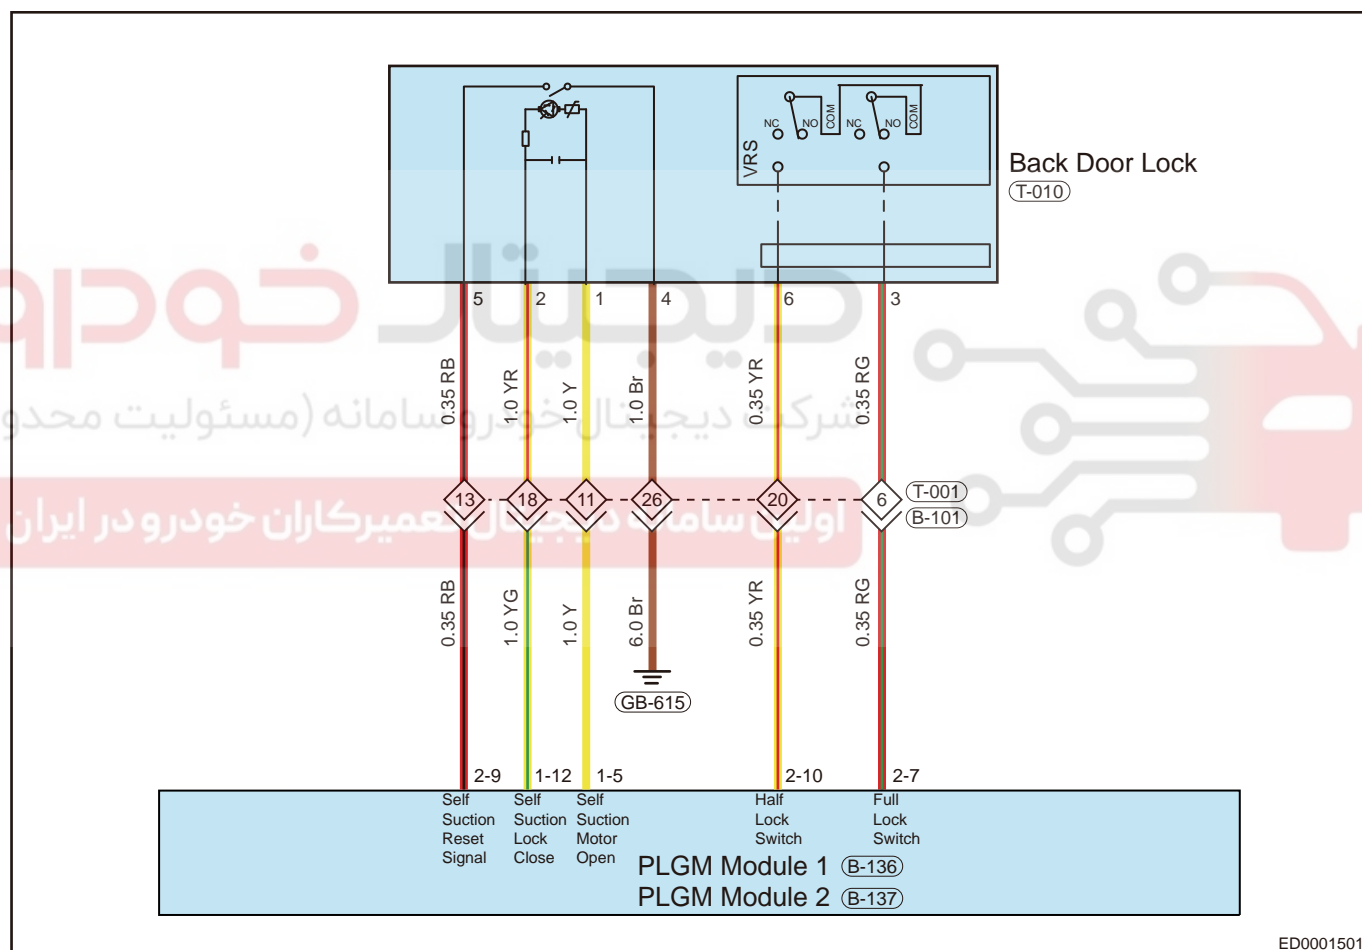 NC
NO
COM
NC
NO
COM
VRS
Back Door Lock
T-010
5
2
1
4
6
3
دیجیتال خودرو
0.35 RB
1.0 YR
1.0 Y
1.0 Br
0.35 YR
0.35 RG
شرکت دیجیتال خودرو سامانه (مسئولیت محدو
13
18
11
26
20
6
T-001
B-101
اولین سامانه دیجیتال تعمیرکاران خودرو در ایران
0.35 RB
1.0 YG
1.0 Y
6.0 Br
0.35 YR
0.35 RG
GB-615
2-9
1-12
1-5
2-10
2-7
Self Suction Reset Signal
Self Suction Lock Close
Self Suction Motor Open
Half Lock Switch
Full Lock Switch
PLGM Module 1 B-136
PLGM Module 2 B-137
ED0001501